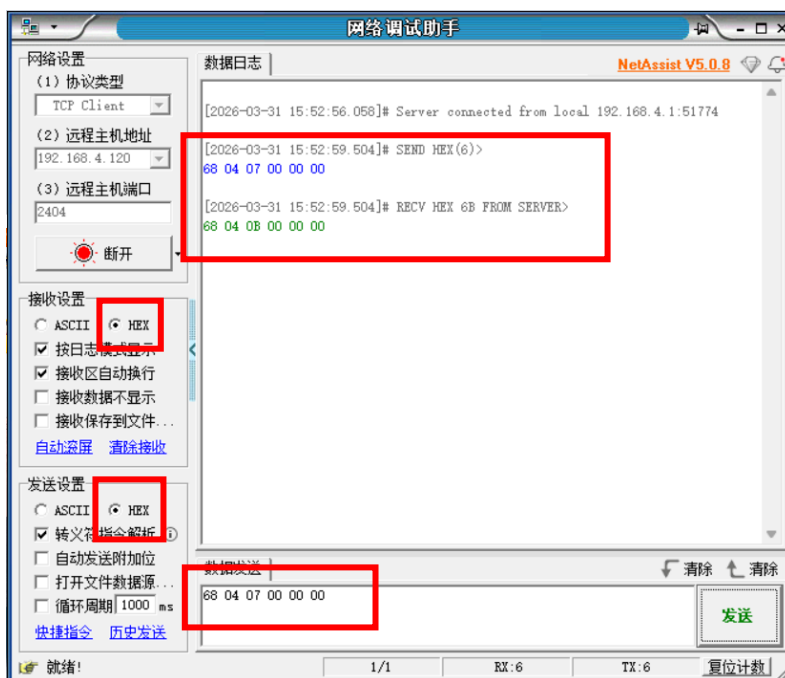 网络调试助手
网络设置
(1) 协议类型
TCP Client
(2) 远程主机地址
192.168.4.120
(3) 远程主机端口
2404
断开
接收设置
ASCII HEX
按日志模式显示
接收区自动换行
接收数据不显示
接收保存到文件...
自动滚屏 清除接收
发送设置
ASCII HEX
转义符指令解析
自动发送附加位
打开文件数据源...
循环周期 1000 ms
快捷指令 历史发送
数据日志
NetAssist V5.0.8
[2026-03-31 15:52:56.058]# Server connected from local 192.168.4.1:51774
[2026-03-31 15:52:59.504]# SEND HEX(6)>
68 04 07 00 00 00
[2026-03-31 15:52:59.504]# RECV HEX 6B FROM SERVER>
68 04 0B 00 00 00
数据发送
清除 清除
68 04 07 00 00 00
发送
就绪!
1/1
RX:6
TX:6
复位计数